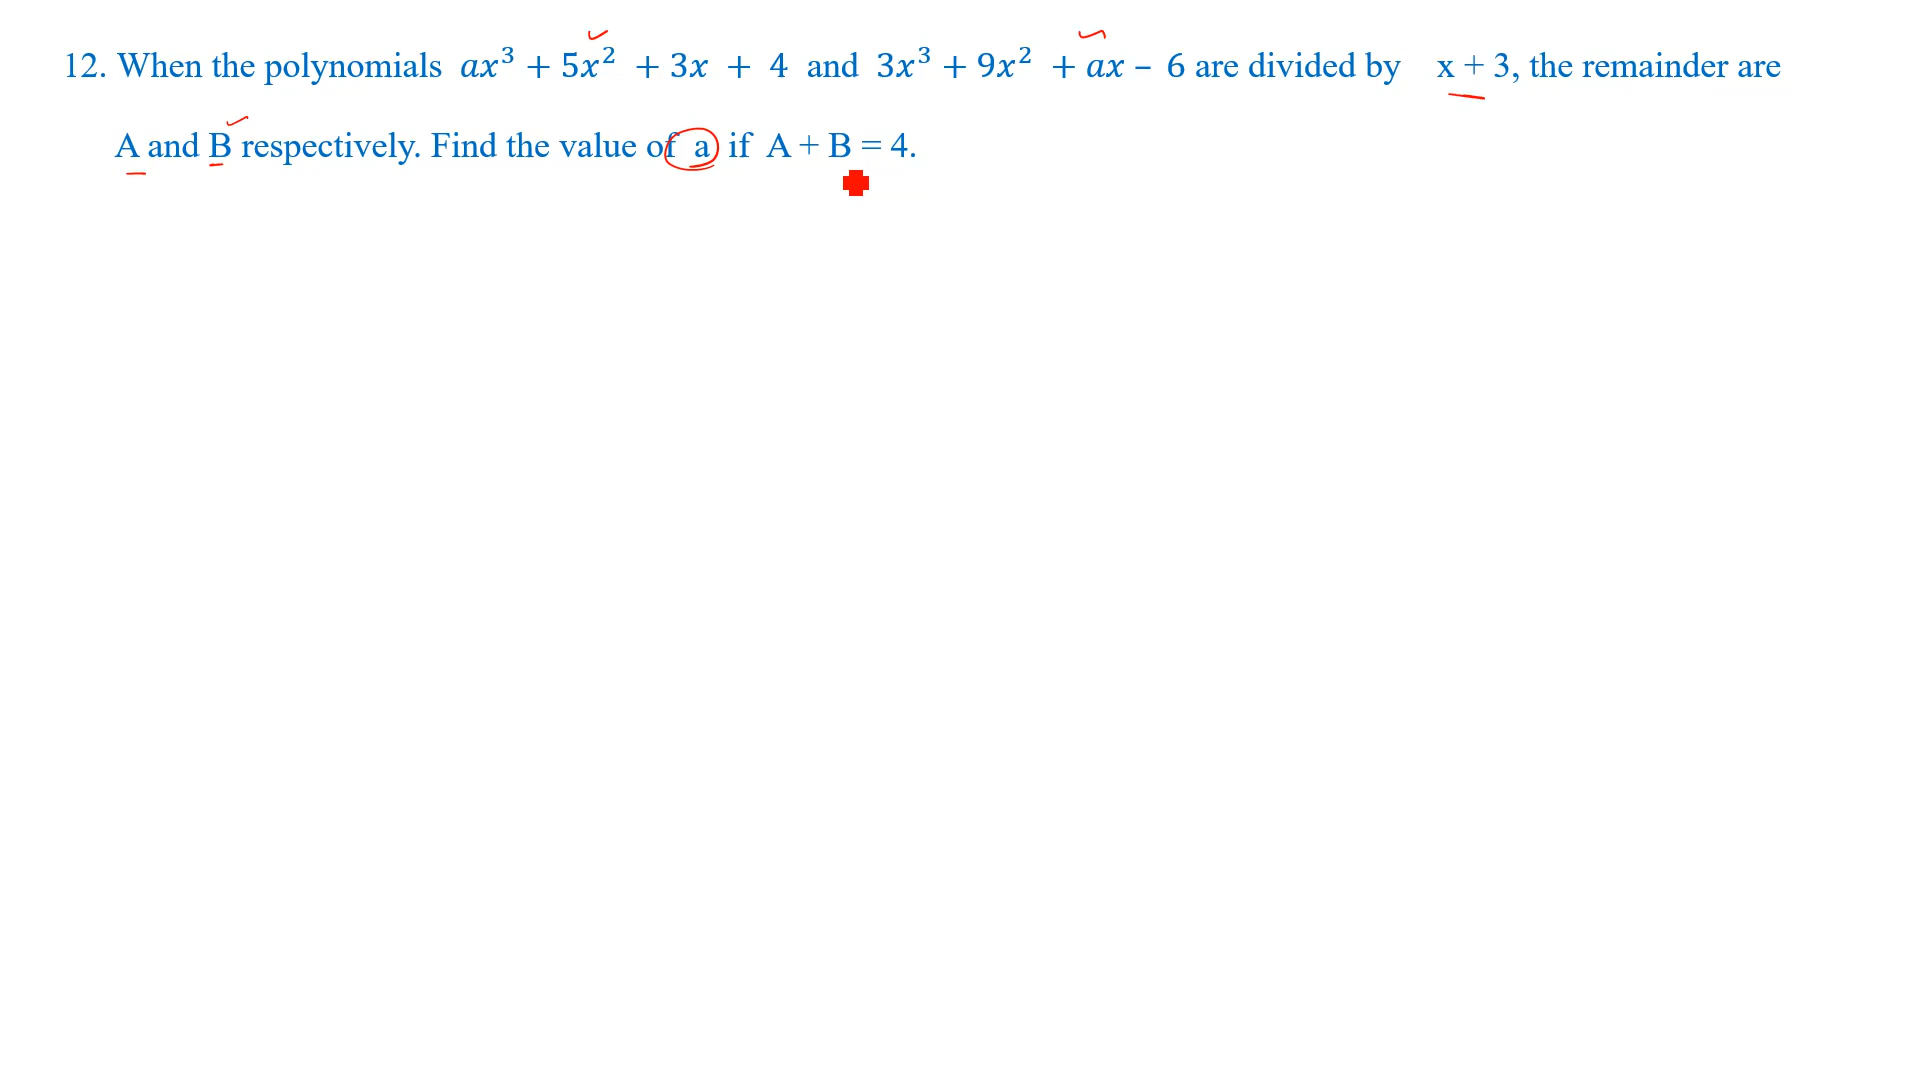 12. When the polynomials ax³ + 5x² + 3x + 4 and 3x³ + 9x² + ax – 6 are divided by x + 3, the remainder are
A and B respectively. Find the value of a if A + B = 4.